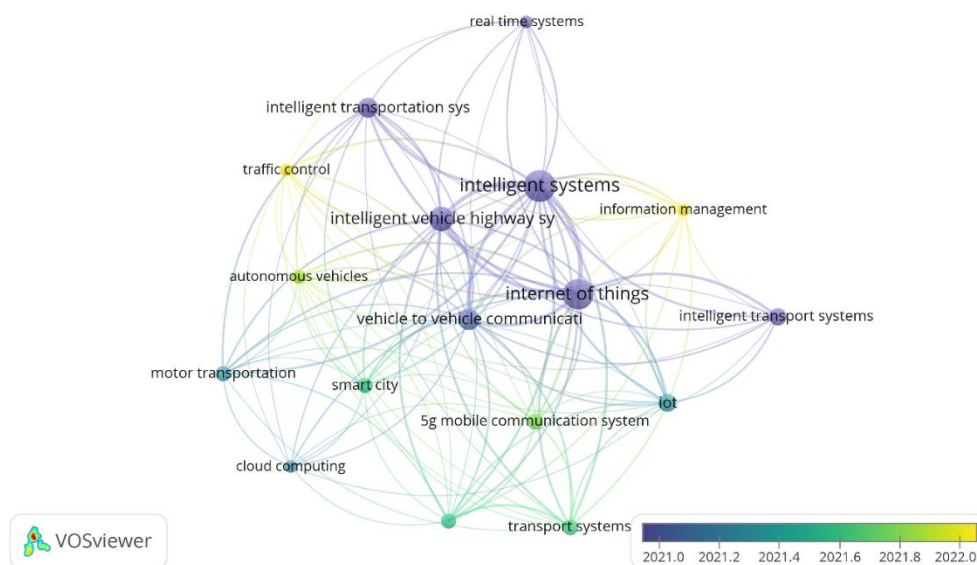 real time systems
intelligent transportation sys
traffic control
intelligent systems
information management
intelligent vehicle highway sy
autonomous vehicles
internet of things
vehicle to vehicle communicati
intelligent transport systems
motor transportation
smart city
iot
5g mobile communication system
cloud computing
transport systems
VOSviewer
2021.0 2021.2 2021.4 2021.6 2021.8 2022.0